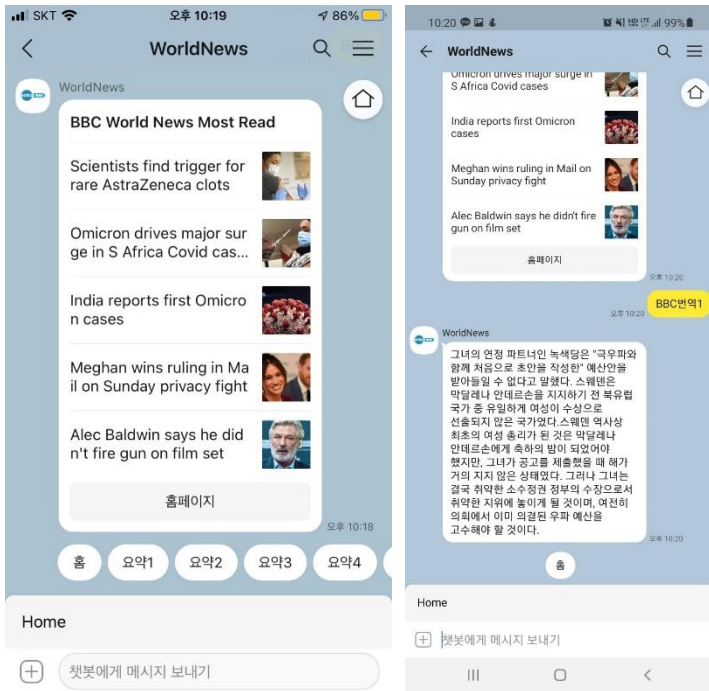 SKT 오후 10:19 86%
WorldNews
WorldNews
BBC World News Most Read
Scientists find trigger for
rare AstraZeneca clots
Omicron drives major sur
ge in S Africa Covid cas...
India reports first Omicro
n cases
Meghan wins ruling in Ma
il on Sunday privacy fight
Alec Baldwin says he did
n't fire gun on film set
홈페이지
오후 10:18
홈 요약1 요약2 요약3 요약4
Home
챗봇에게 메시지 보내기
10:20 99%
WorldNews
Omicron drives major surge in
S Africa Covid cases
India reports first Omicron
cases
Meghan wins ruling in Mail on
Sunday privacy fight
Alec Baldwin says he didn't fire
gun on film set
홈페이지
오후 10:20
BBC번역1
오후 10:20
WorldNews
그녀의 연정 파트너인 녹색당은 "극우파와
함께 처음으로 초안을 작성한" 예산안을
받아들일 수 없다고 말했다. 스웨덴은
막달레나 안데르손을 지지하기 전 북유럽
국가 중 유일하게 여성이 수상으로
선출되지 않은 국가였다.스웨덴 역사상
최초의 여성 총리가 된 것은 막달레나
안데르손에게 축하의 밤이 되었어야
했지만, 그녀가 공고를 제출했을 때 해가
거의 지지 않은 상태였다. 그러나 그녀는
결국 취약한 소수정권 정부의 수장으로서
취약한 지위에 놓이게 될 것이며, 여전히
의회에서 이미 의결된 우파 예산을
고수해야 할 것이다.
오후 10:20
홈
Home
챗봇에게 메시지 보내기